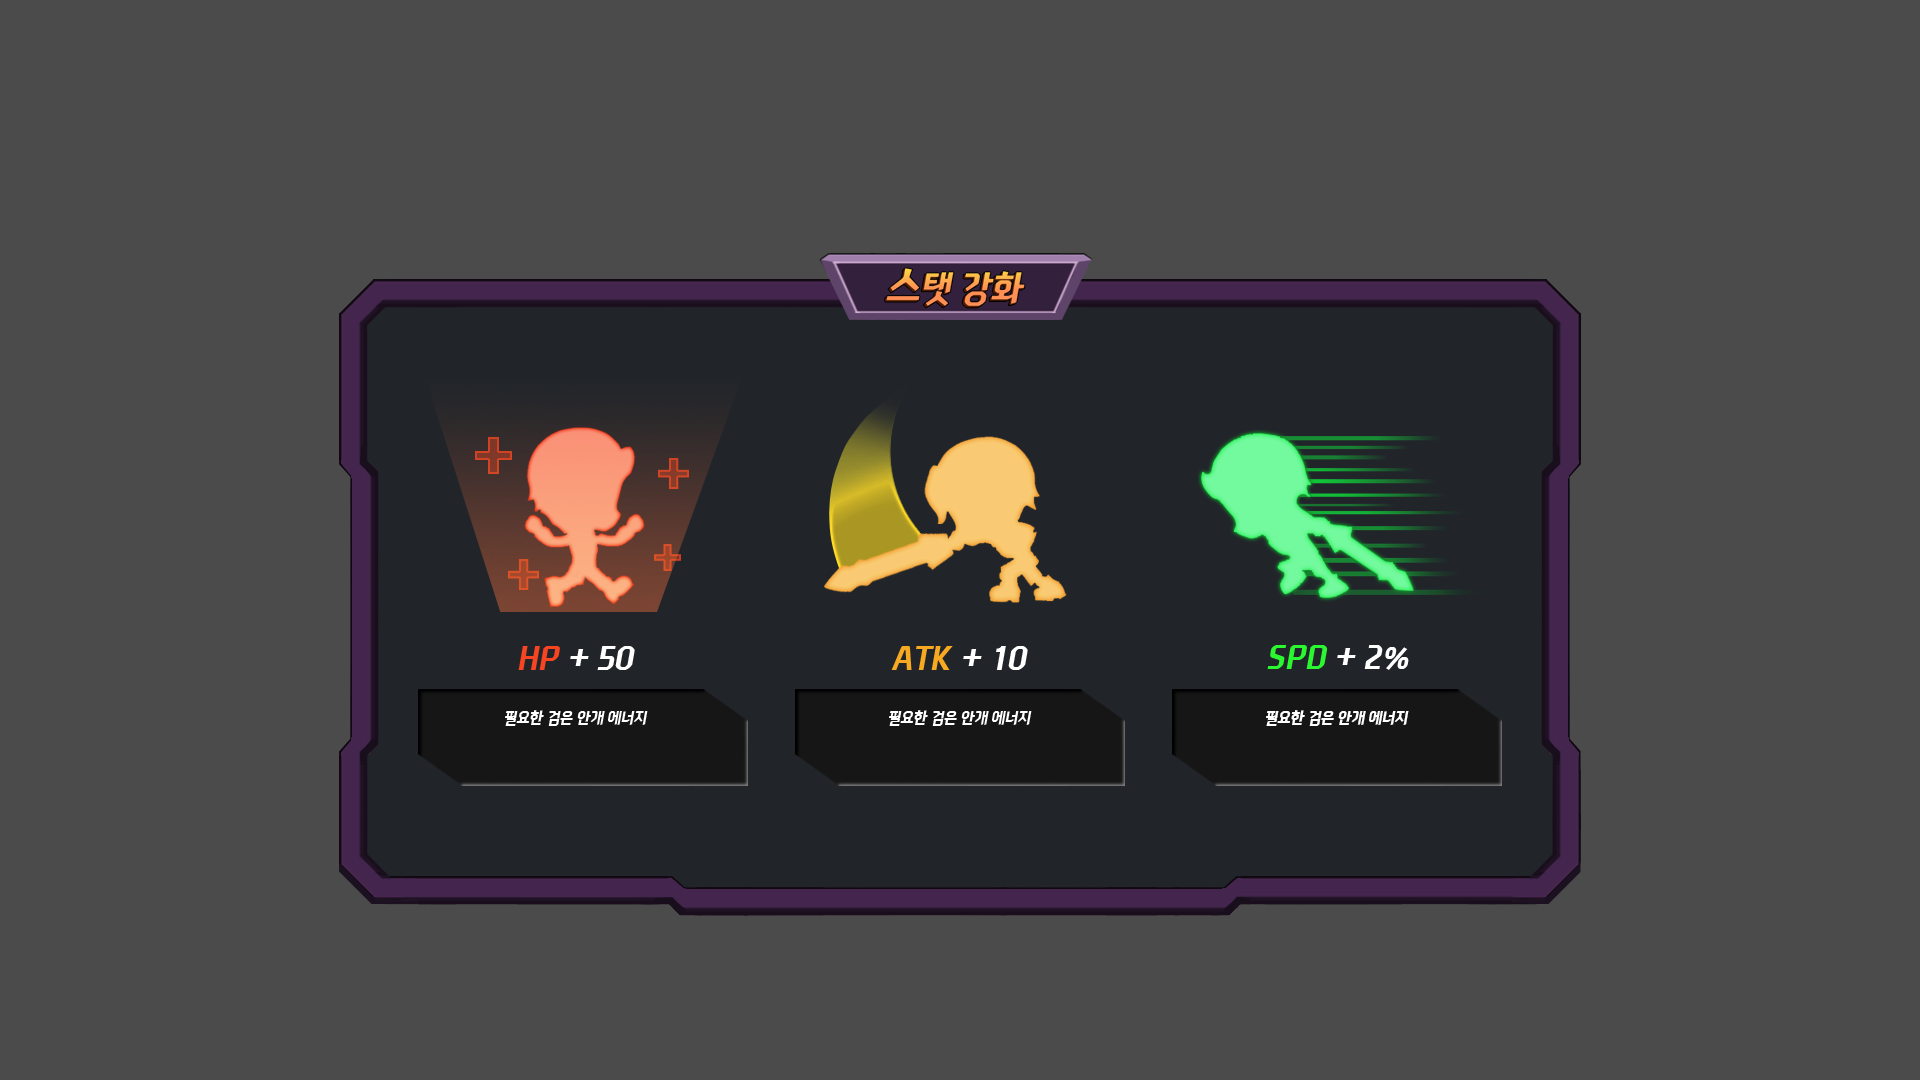 스탯 강화
HP + 50
ATK + 10
SPD + 2%
필요한 검은 안개 에너지
필요한 검은 안개 에너지
필요한 검은 안개 에너지